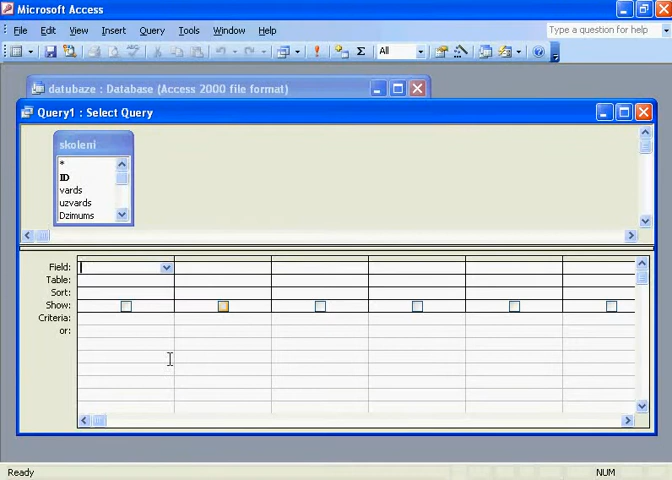 Microsoft Access
File Edit View Insert Query Tools Window Help Type a question for help
All
datubaze : Database (Access 2000 file format)
Query1 : Select Query
skoleni
*
ID
vards
uzvards
Dzimums
Field:
Table:
Sort:
Show:
Criteria:
or:
Ready NUM